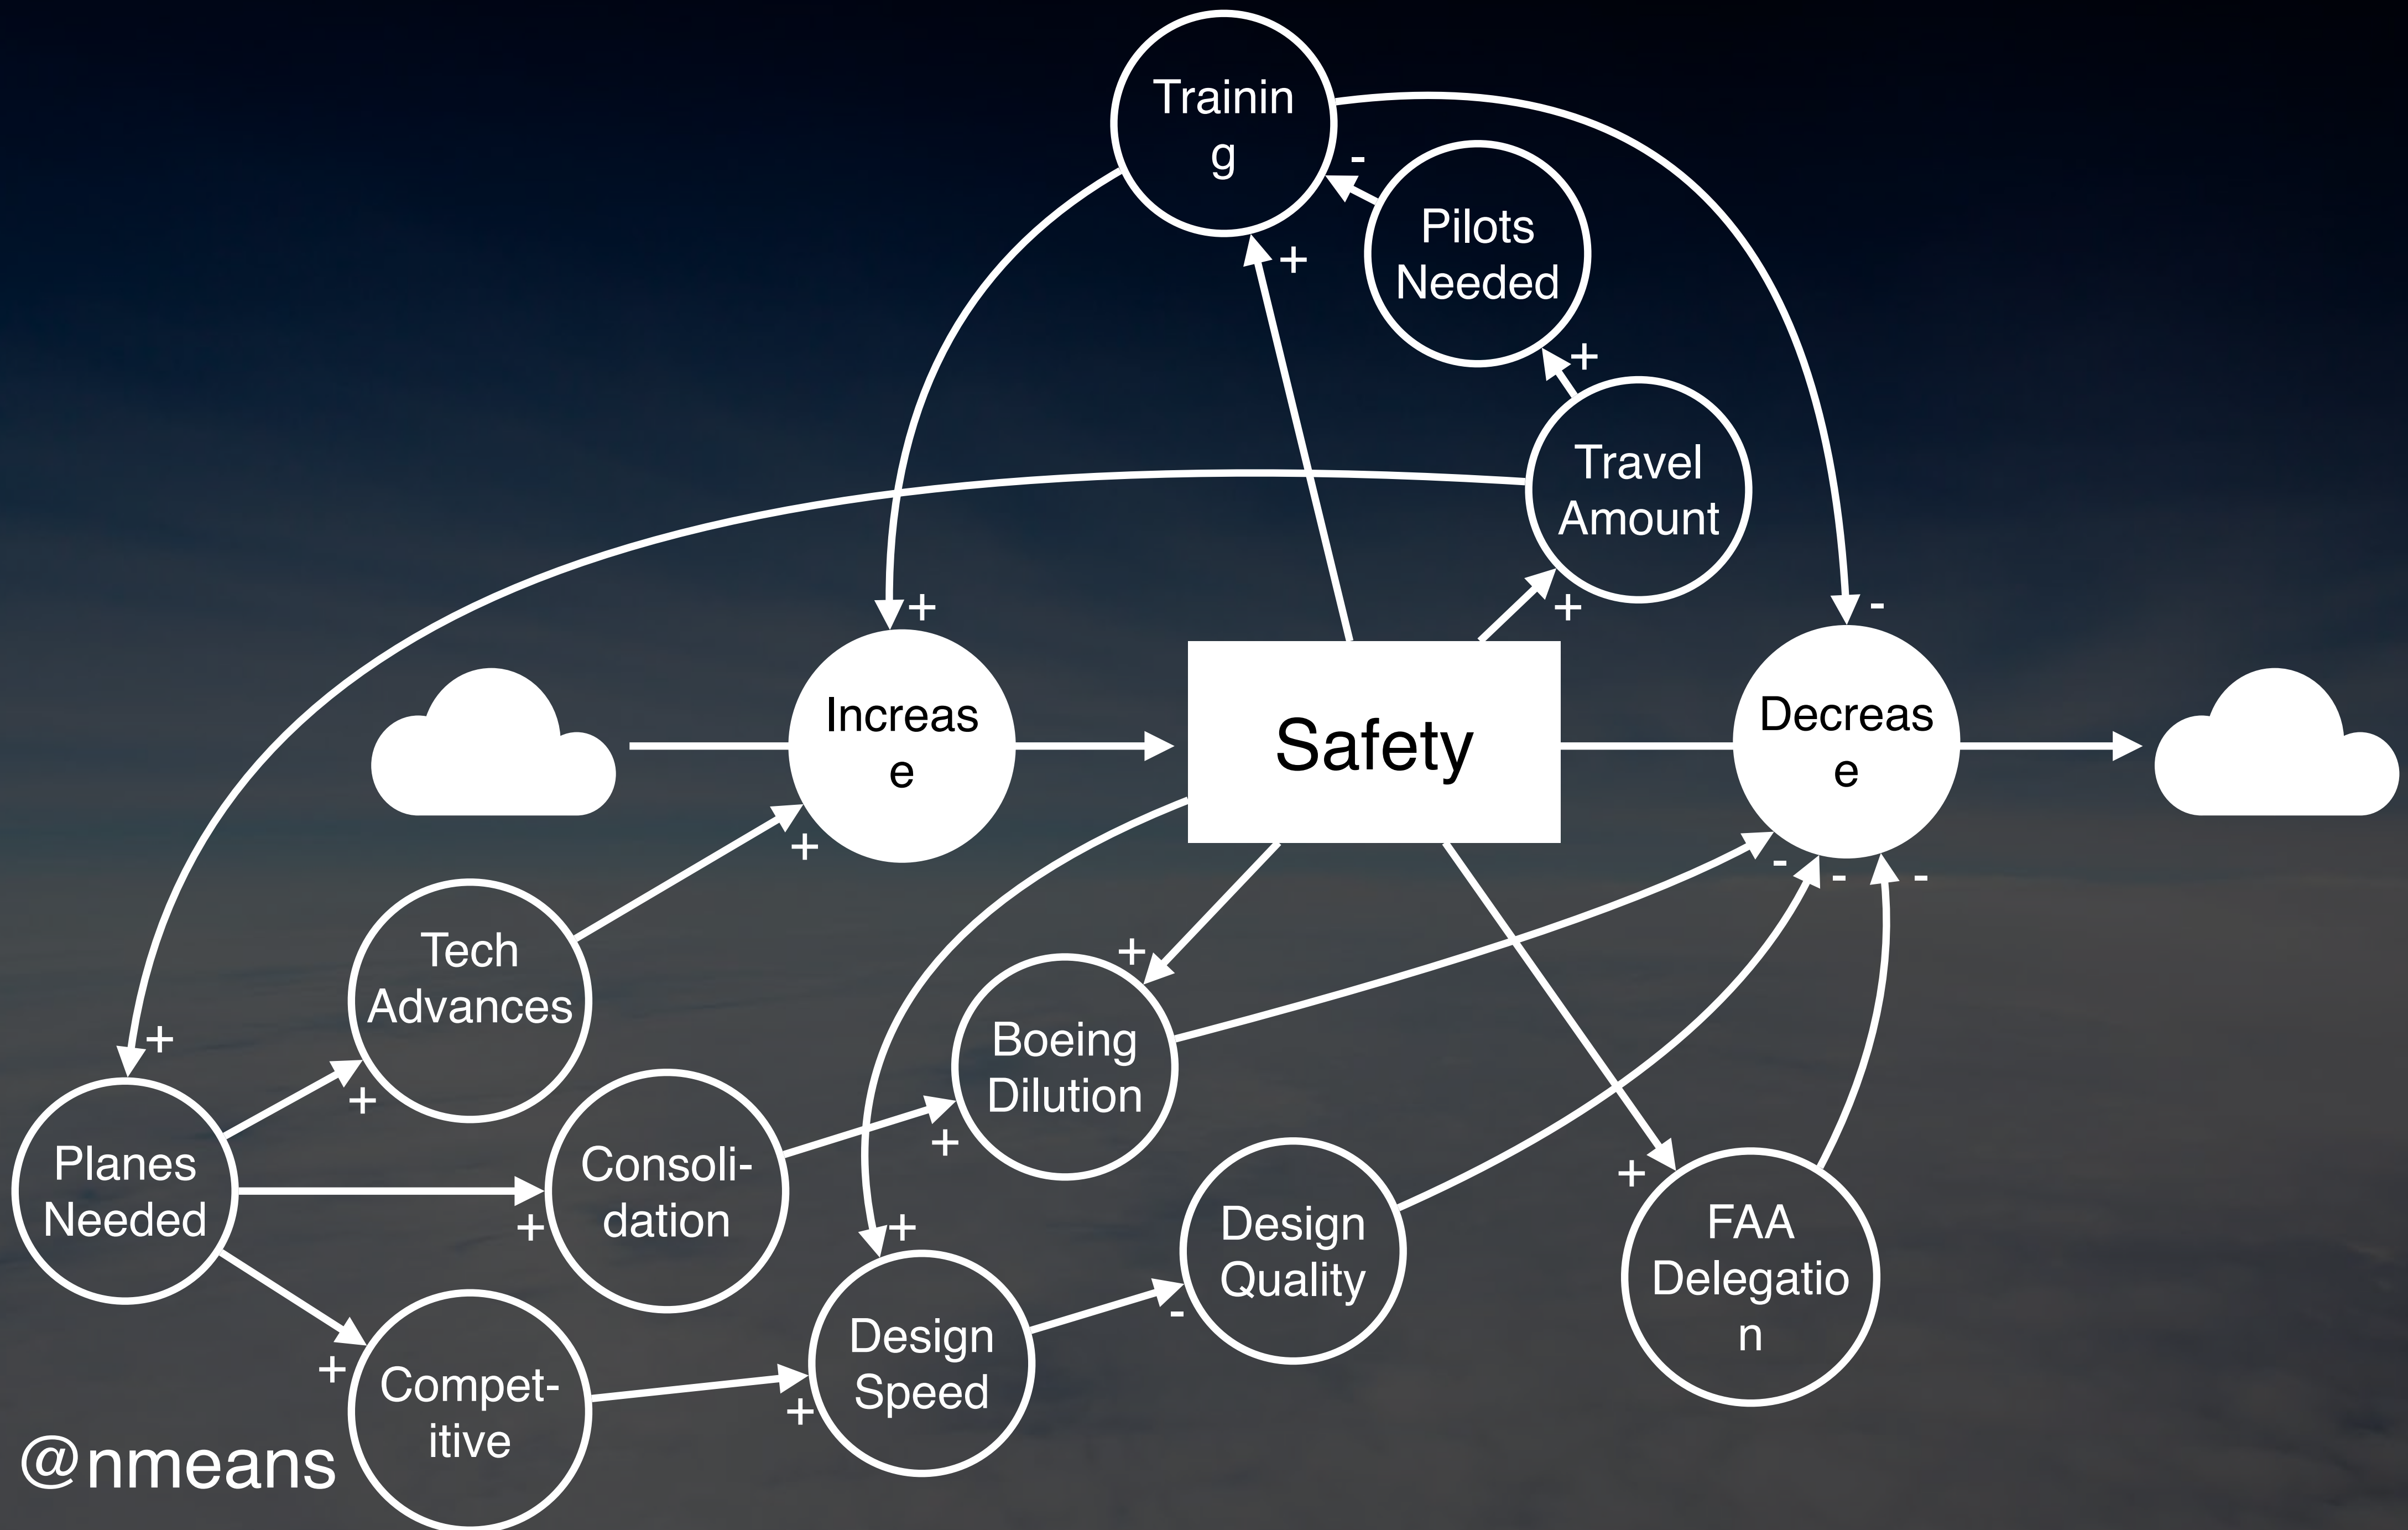 Trainin
g
-
Pilots
Needed
+
+
Travel
Amount
+
+
-
Increas
e
Safety
Decreas
e
+
-
-
-
Tech
Advances
+
+
Boeing
Dilution
+
+
Planes
Needed
+
Consoli-
dation
+
+
Design
Quality
-
+
FAA
Delegatio
n
+
Compet-
itive
+
Design
Speed
@nmeans